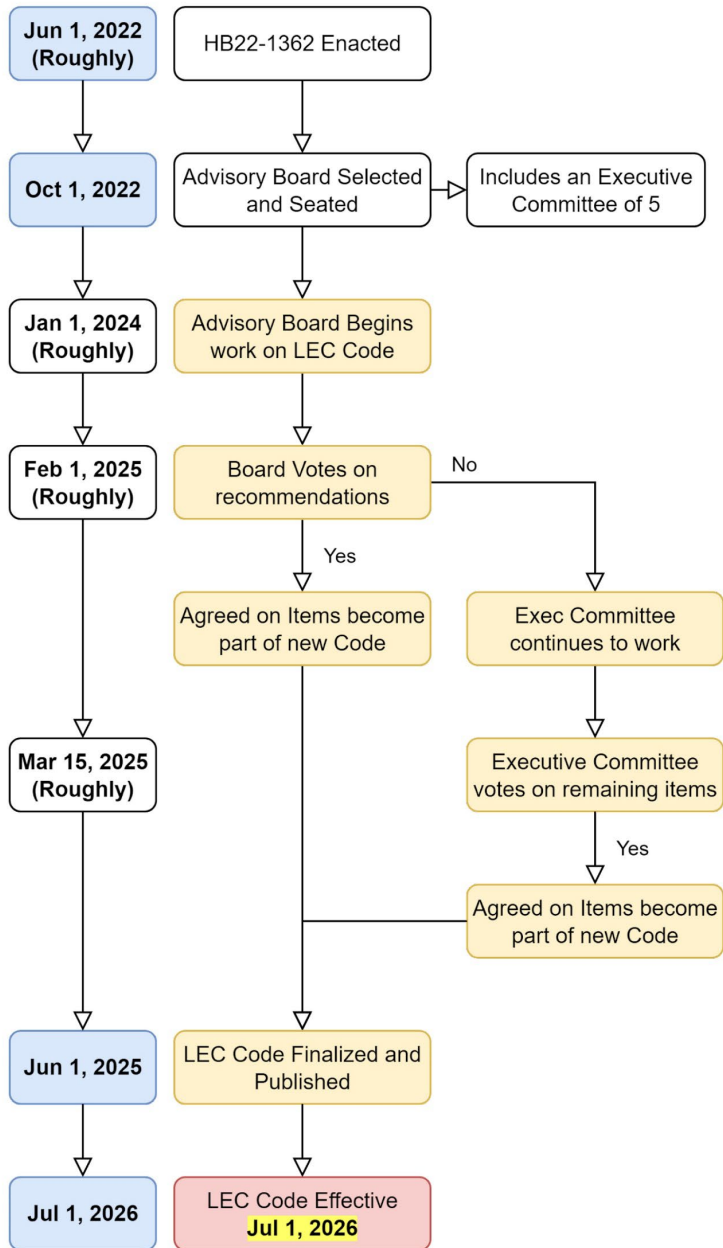 Jun 1, 2022
(Roughly)
HB22-1362 Enacted
Oct 1, 2022
Advisory Board Selected
and Seated
Includes an Executive
Committee of 5
Jan 1, 2024
(Roughly)
Advisory Board Begins
work on LEC Code
Feb 1, 2025
(Roughly)
Board Votes on
recommendations
No
Yes
Agreed on Items become
part of new Code
Exec Committee
continues to work
Mar 15, 2025
(Roughly)
Executive Committee
votes on remaining items
Yes
Agreed on Items become
part of new Code
Jun 1, 2025
LEC Code Finalized and
Published
Jul 1, 2026
LEC Code Effective
Jul 1, 2026